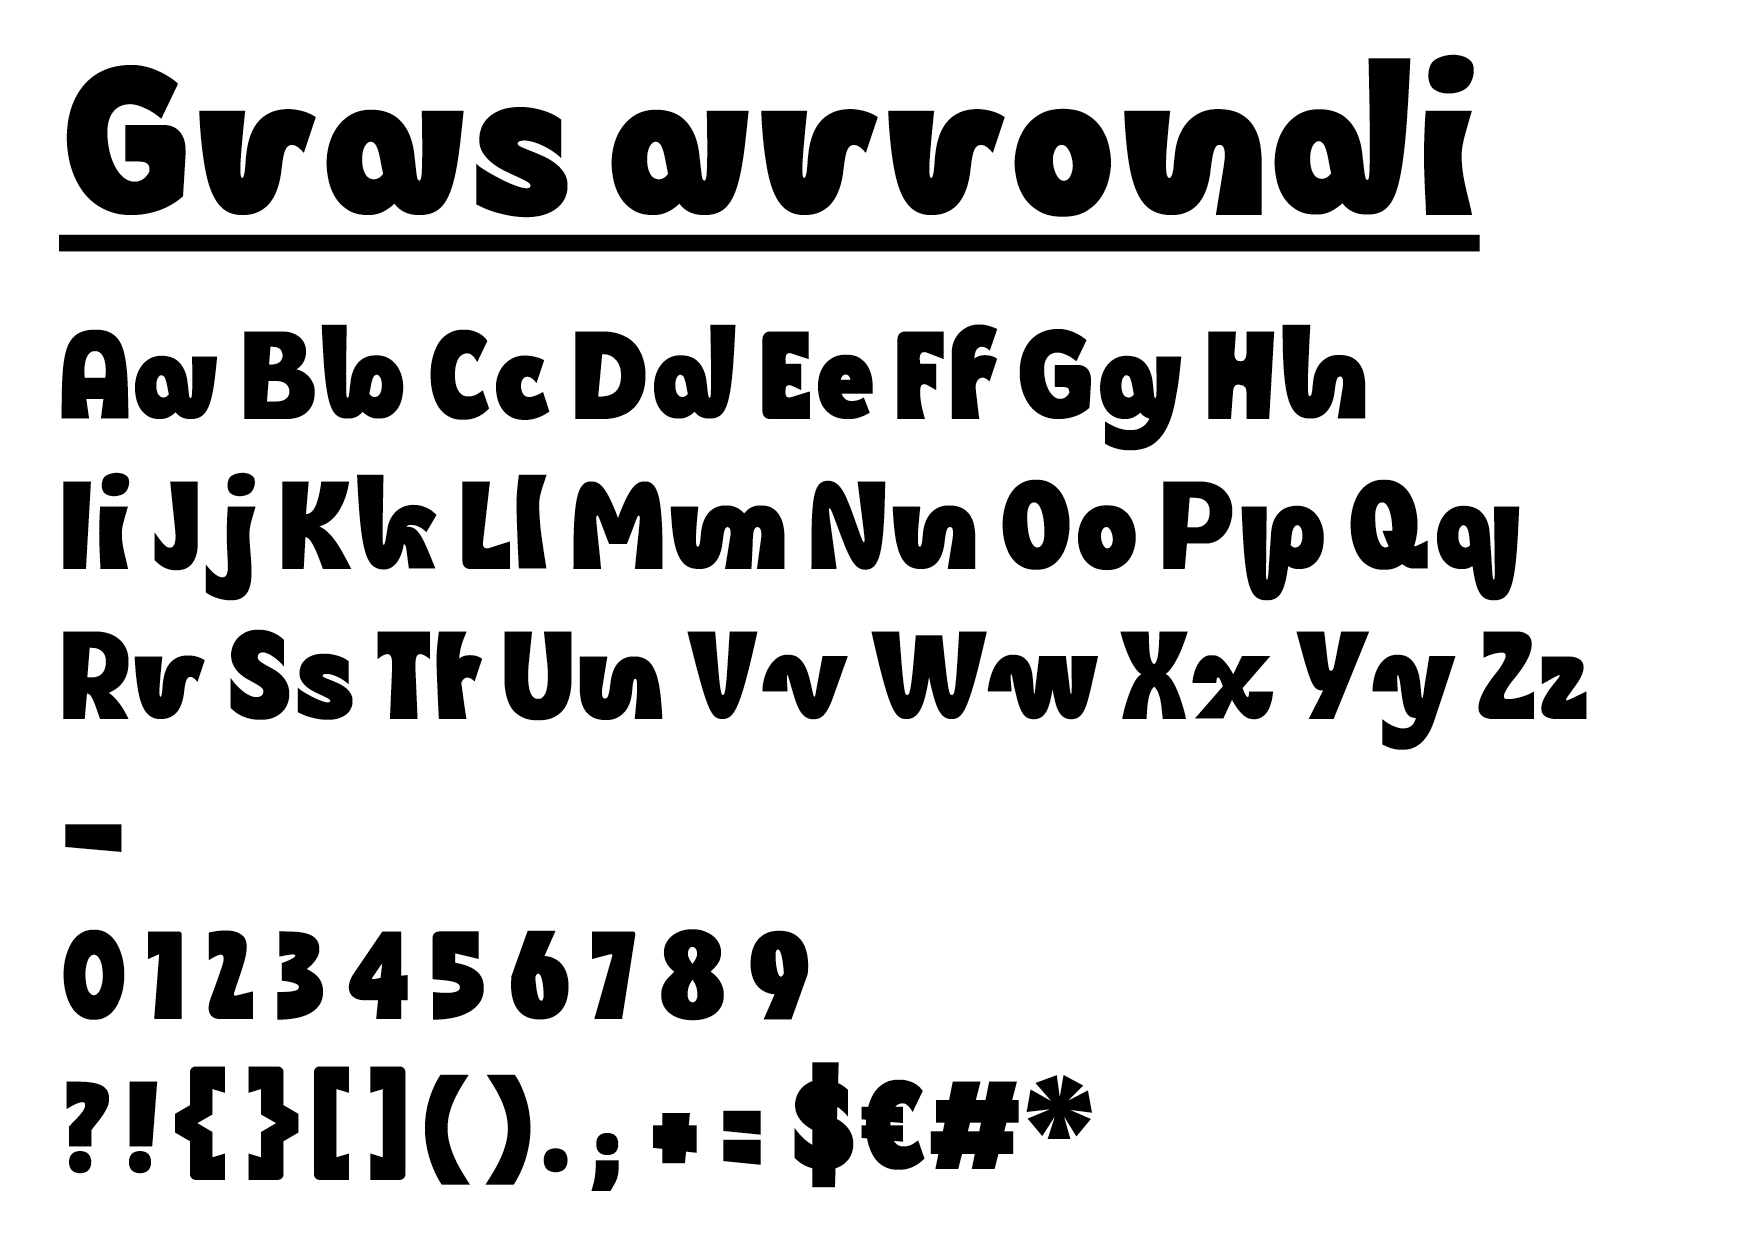 Gras arrondi
Aa Bb Cc Dd Ee Ff Gg Hh
Ii Jj Kk Ll Mm Nn Oo Pp Qq
Rr Ss Tt Uu Vv Ww Xx Yy Zz
–
0 1 2 3 4 5 6 7 8 9
? ! { } [ ] ( ) . ; + = $ € # *